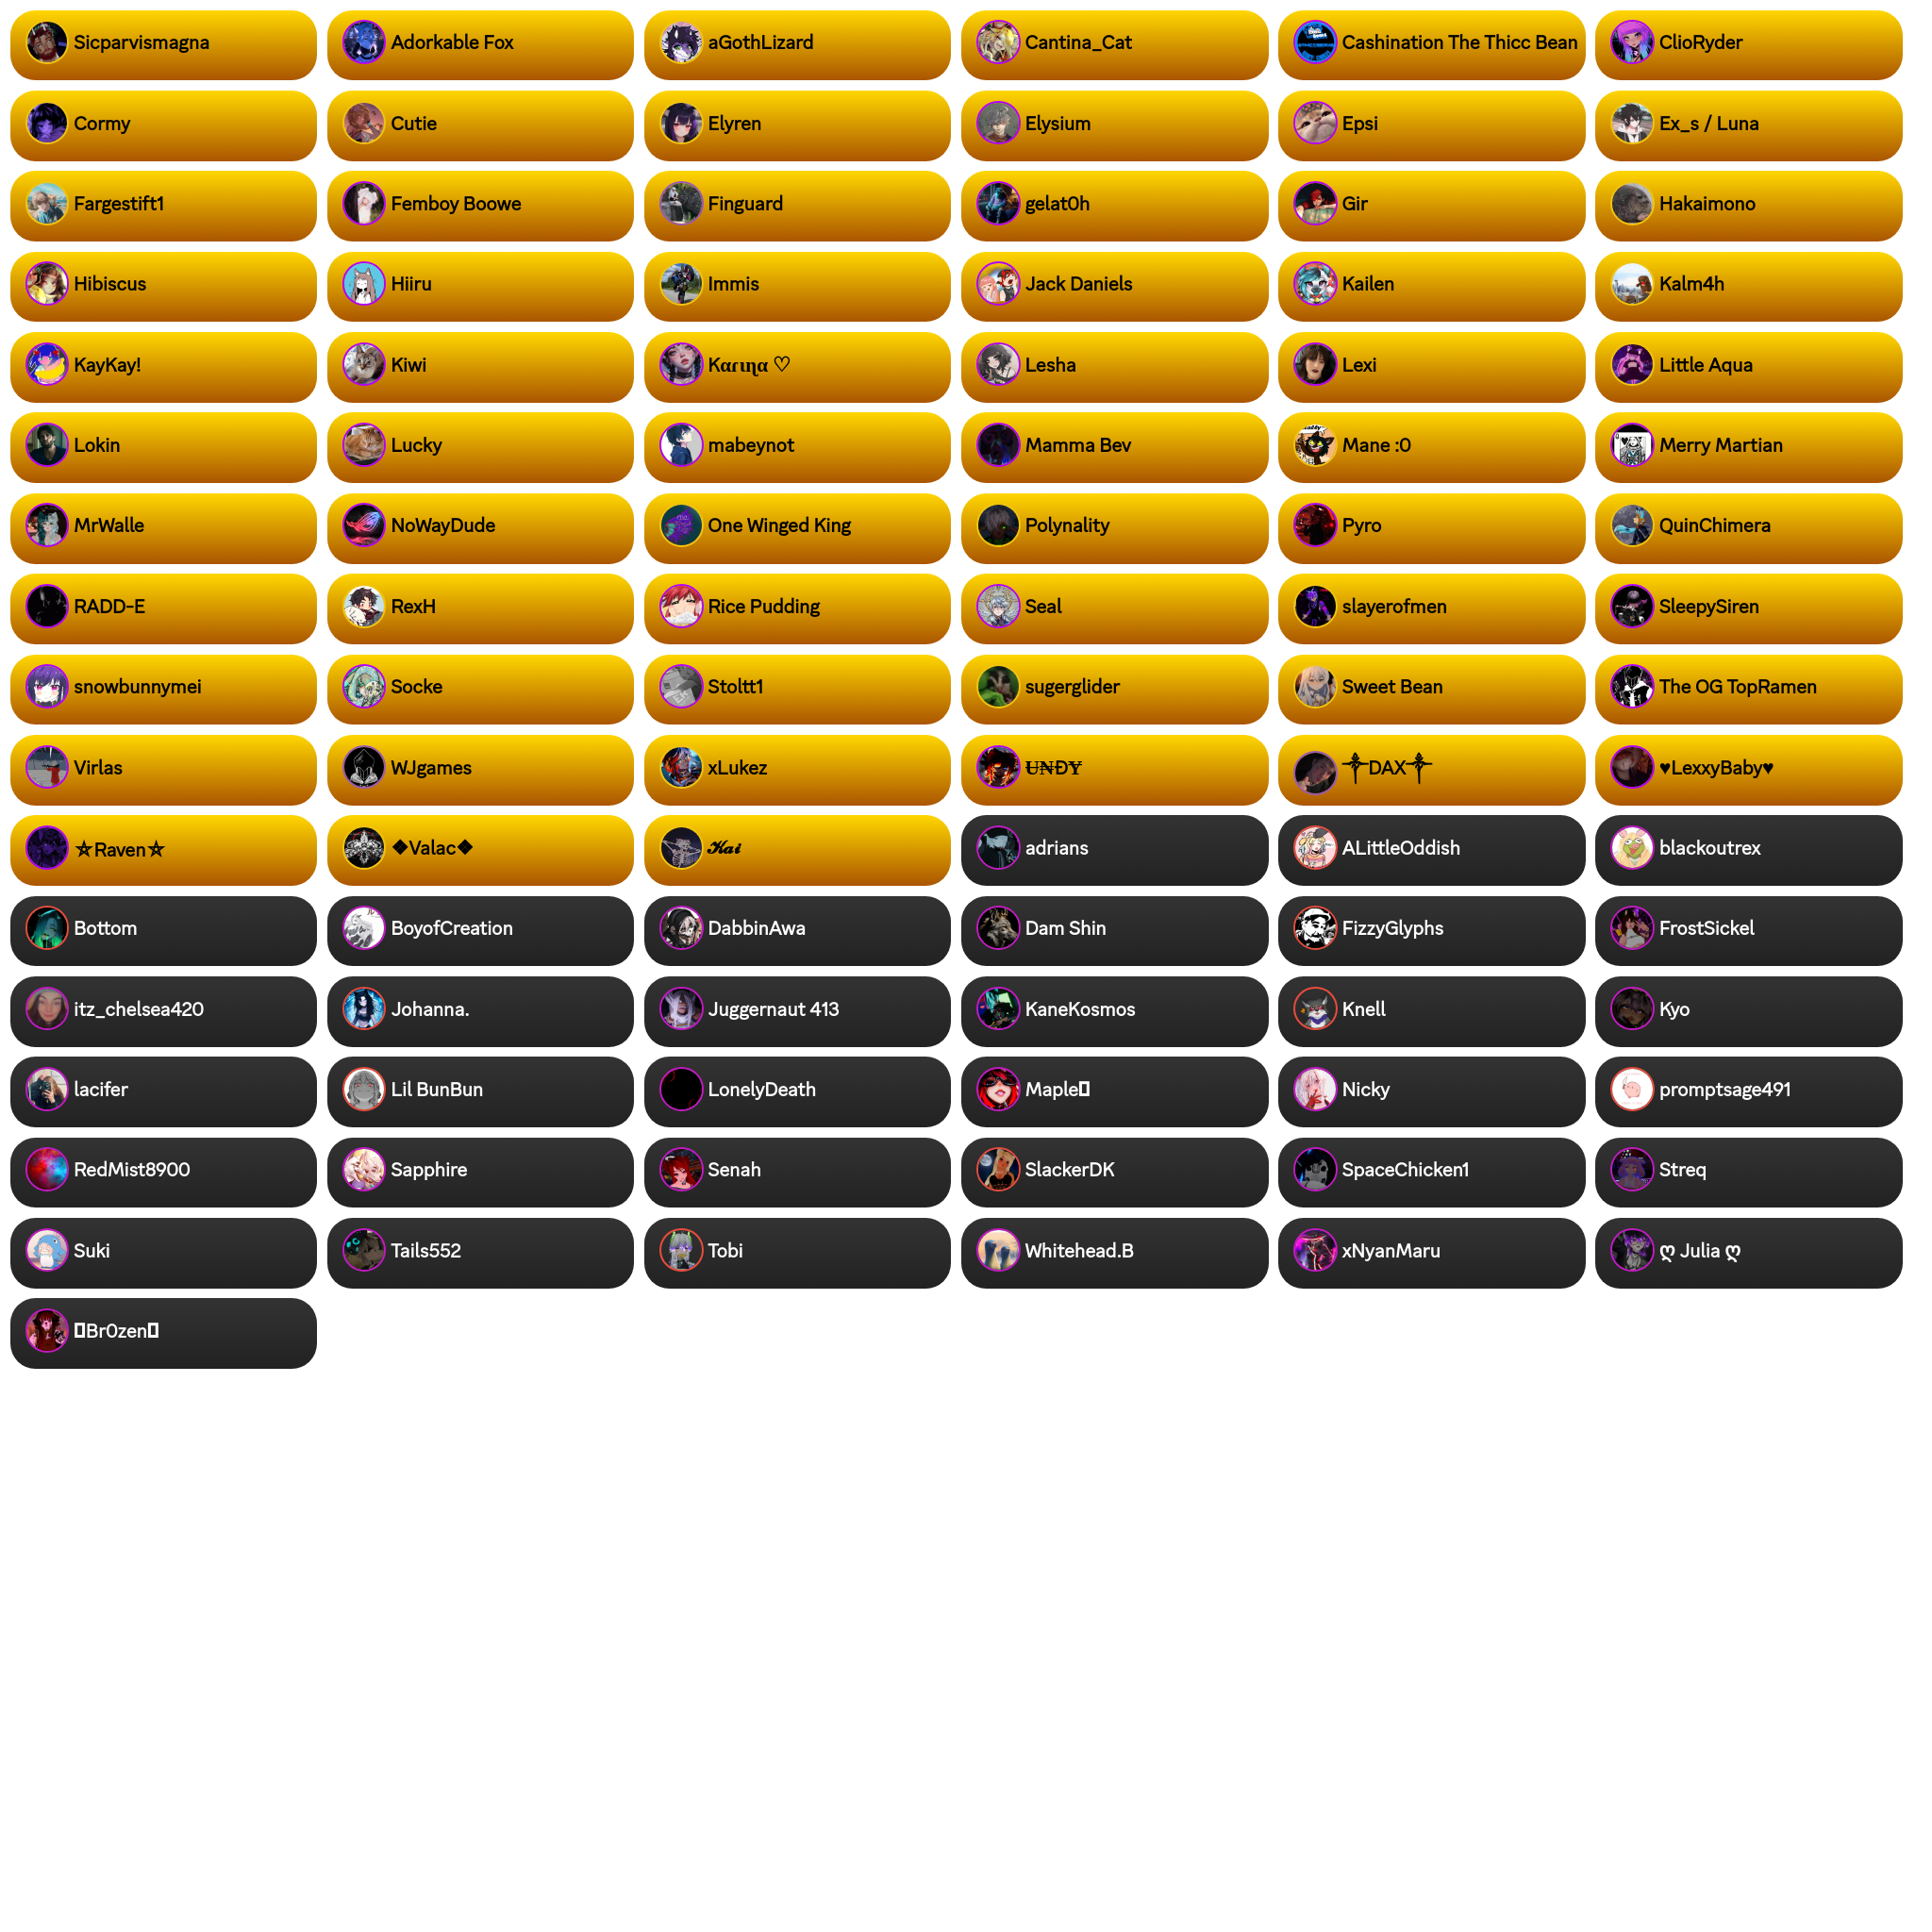 Sicparvismagna Adorkable Fox aGothLizard Cantina_Cat Cashination The Thicc Bean ClioRyder
Cormy Cutie Elyren Elysium Epsi Ex_s / Luna
Fargestift1 Femboy Boowe Finguard gelat0h Gir Hakaimono
Hibiscus Hiiru Immis Jack Daniels Kailen Kalm4h
KayKay! Kiwi Kαɾιɳα ♡ Lesha Lexi Little Aqua
Lokin Lucky mabeynot Mamma Bev Mane :0 Merry Martian
MrWalle NoWayDude One Winged King Polynality Pyro QuinChimera
RADD-E RexH Rice Pudding Seal slayerofmen SleepySiren
snowbunnymei Socke Stoltt1 sugerglider Sweet Bean The OG TopRamen
Virlas WJgames xLukez U̶N̶ĐY̶ ⸸DAX⸸ ♥LexxyBaby♥
⛤Raven⛤ ❖Valac❖ 𝓚𝓪𝓲 adrians ALittleOddish blackoutrex
Bottom BoyofCreation DabbinAwa Dam Shin FizzyGlyphs FrostSickel
itz_chelsea420 Johanna. Juggernaut 413 KaneKosmos Knell Kyo
lacifer Lil BunBun LonelyDeath Maple Nicky promptsage491
RedMist8900 Sapphire Senah SlackerDK SpaceChicken1 Streq
Suki Tails552 Tobi Whitehead.B xNyanMaru ღ Julia ღ
Br0zen